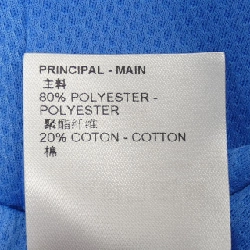 PRINCIPAL - MAIN
主料
80% POLYESTER -
POLYESTER
聚酯纤维
20% COTON - COTTON
棉